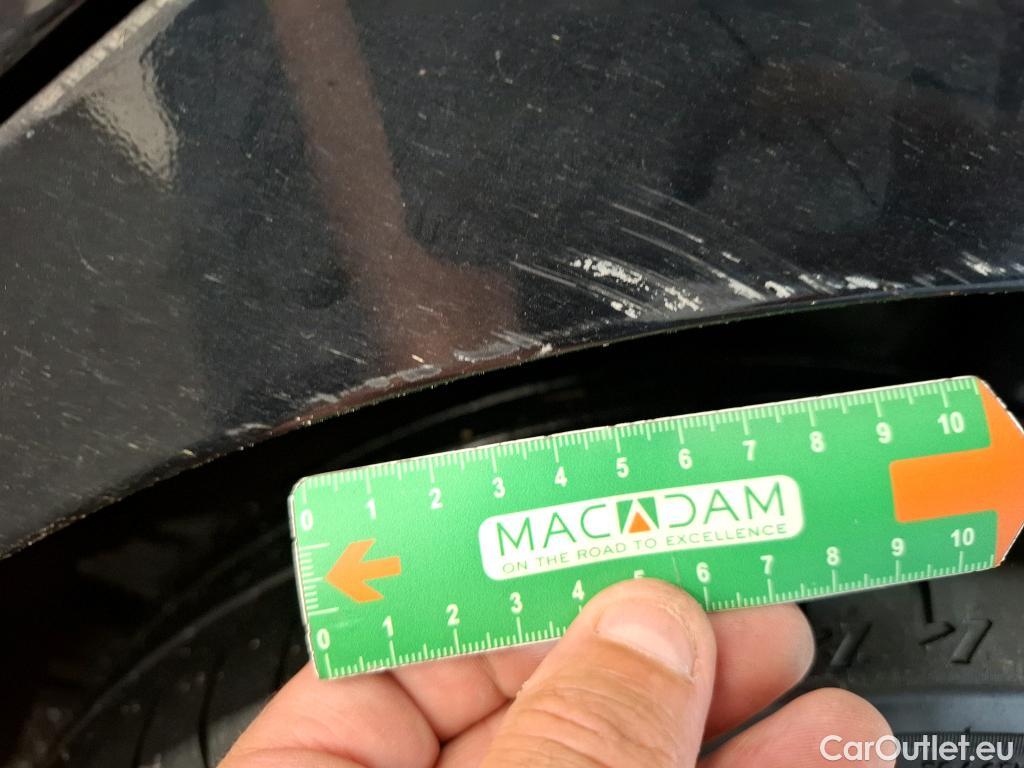 0 1 2 3 4 5 6 7 8 9 10
MACADAM
ON THE ROAD TO EXCELLENCE
0 1 2 3 4 5 6 7 8 9 10
CarOutlet.eu